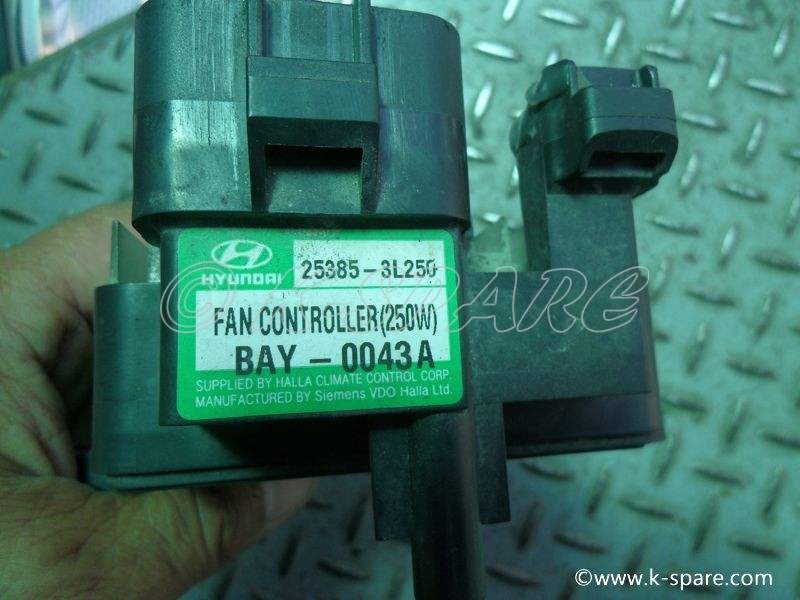 HYUNDAI
25385-3L250
FAN CONTROLLER(250W)
BAY-0043A
SUPPLIED BY HALLA CLIMATE CONTROL CORP.
MANUFACTURED BY Siemens VDO Halla Ltd.
© K-SPARE
©www.k-spare.com